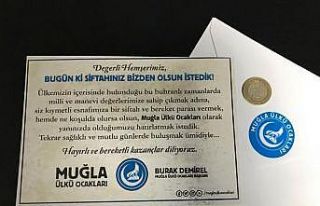 Değerli Hemşerimiz,
BUGÜN Kİ SİFTAHINIZ BİZDEN OLSUN İSTEDİK!
Ülkemizin içerisinde bulunduğu bu buhranlı zamanlarda
milli ve manevi değerlerimize sahip çıkmak adına,
siz kıymetli esnafımıza bir siftah ve bereket parası vermek,
hemde ne koşulda olursa olsun, Muğla Ülkü Ocakları olarak
yanınızda olduğumuzu hatırlatmak istedik.
Tekrar sağlıklı ve mutlu günlerde buluşmak ümidiyle...
Hayırlı ve bereketli kazançlar diliyoruz.
MUĞLA
ÜLKÜ OCAKLARI
BURAK DEMİREL
MUĞLA ÜLKÜ OCAKLARI BAŞKANI
MUĞLA ÜLKÜ
OCAKLARI